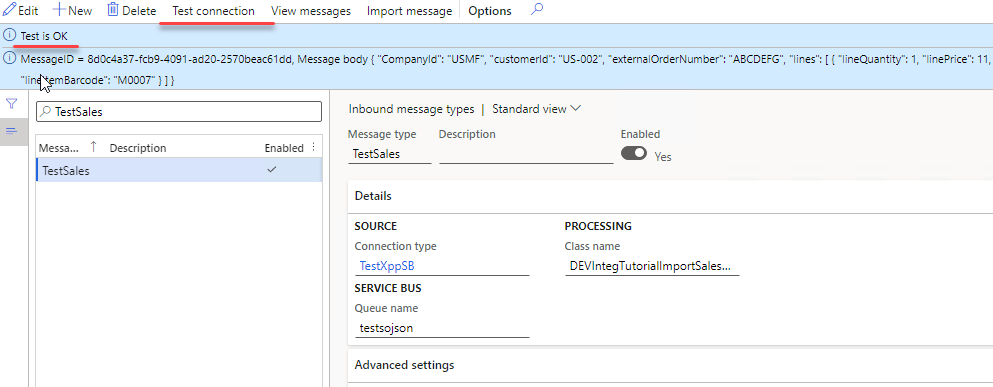 Edit New Delete Test connection View messages Import message Options
Test is OK
MessageID = 8d0c4a37-fcb9-4091-ad20-2570beac61dd, Message body { "CompanyId": "USMF", "customerId": "US-002", "externalOrderNumber": "ABCDEFG", "lines": [ { "lineQuantity": 1, "linePrice": 11,
"lineItemBarcode": "M0007" } ] }
TestSales
Messa... Description Enabled
TestSales
Inbound message types | Standard view
Message type Description Enabled
TestSales Yes
Details
SOURCE PROCESSING
Connection type Class name
TestXppSB DEVIntegTutorialImportSales...
SERVICE BUS
Queue name
testsojson
Advanced settings